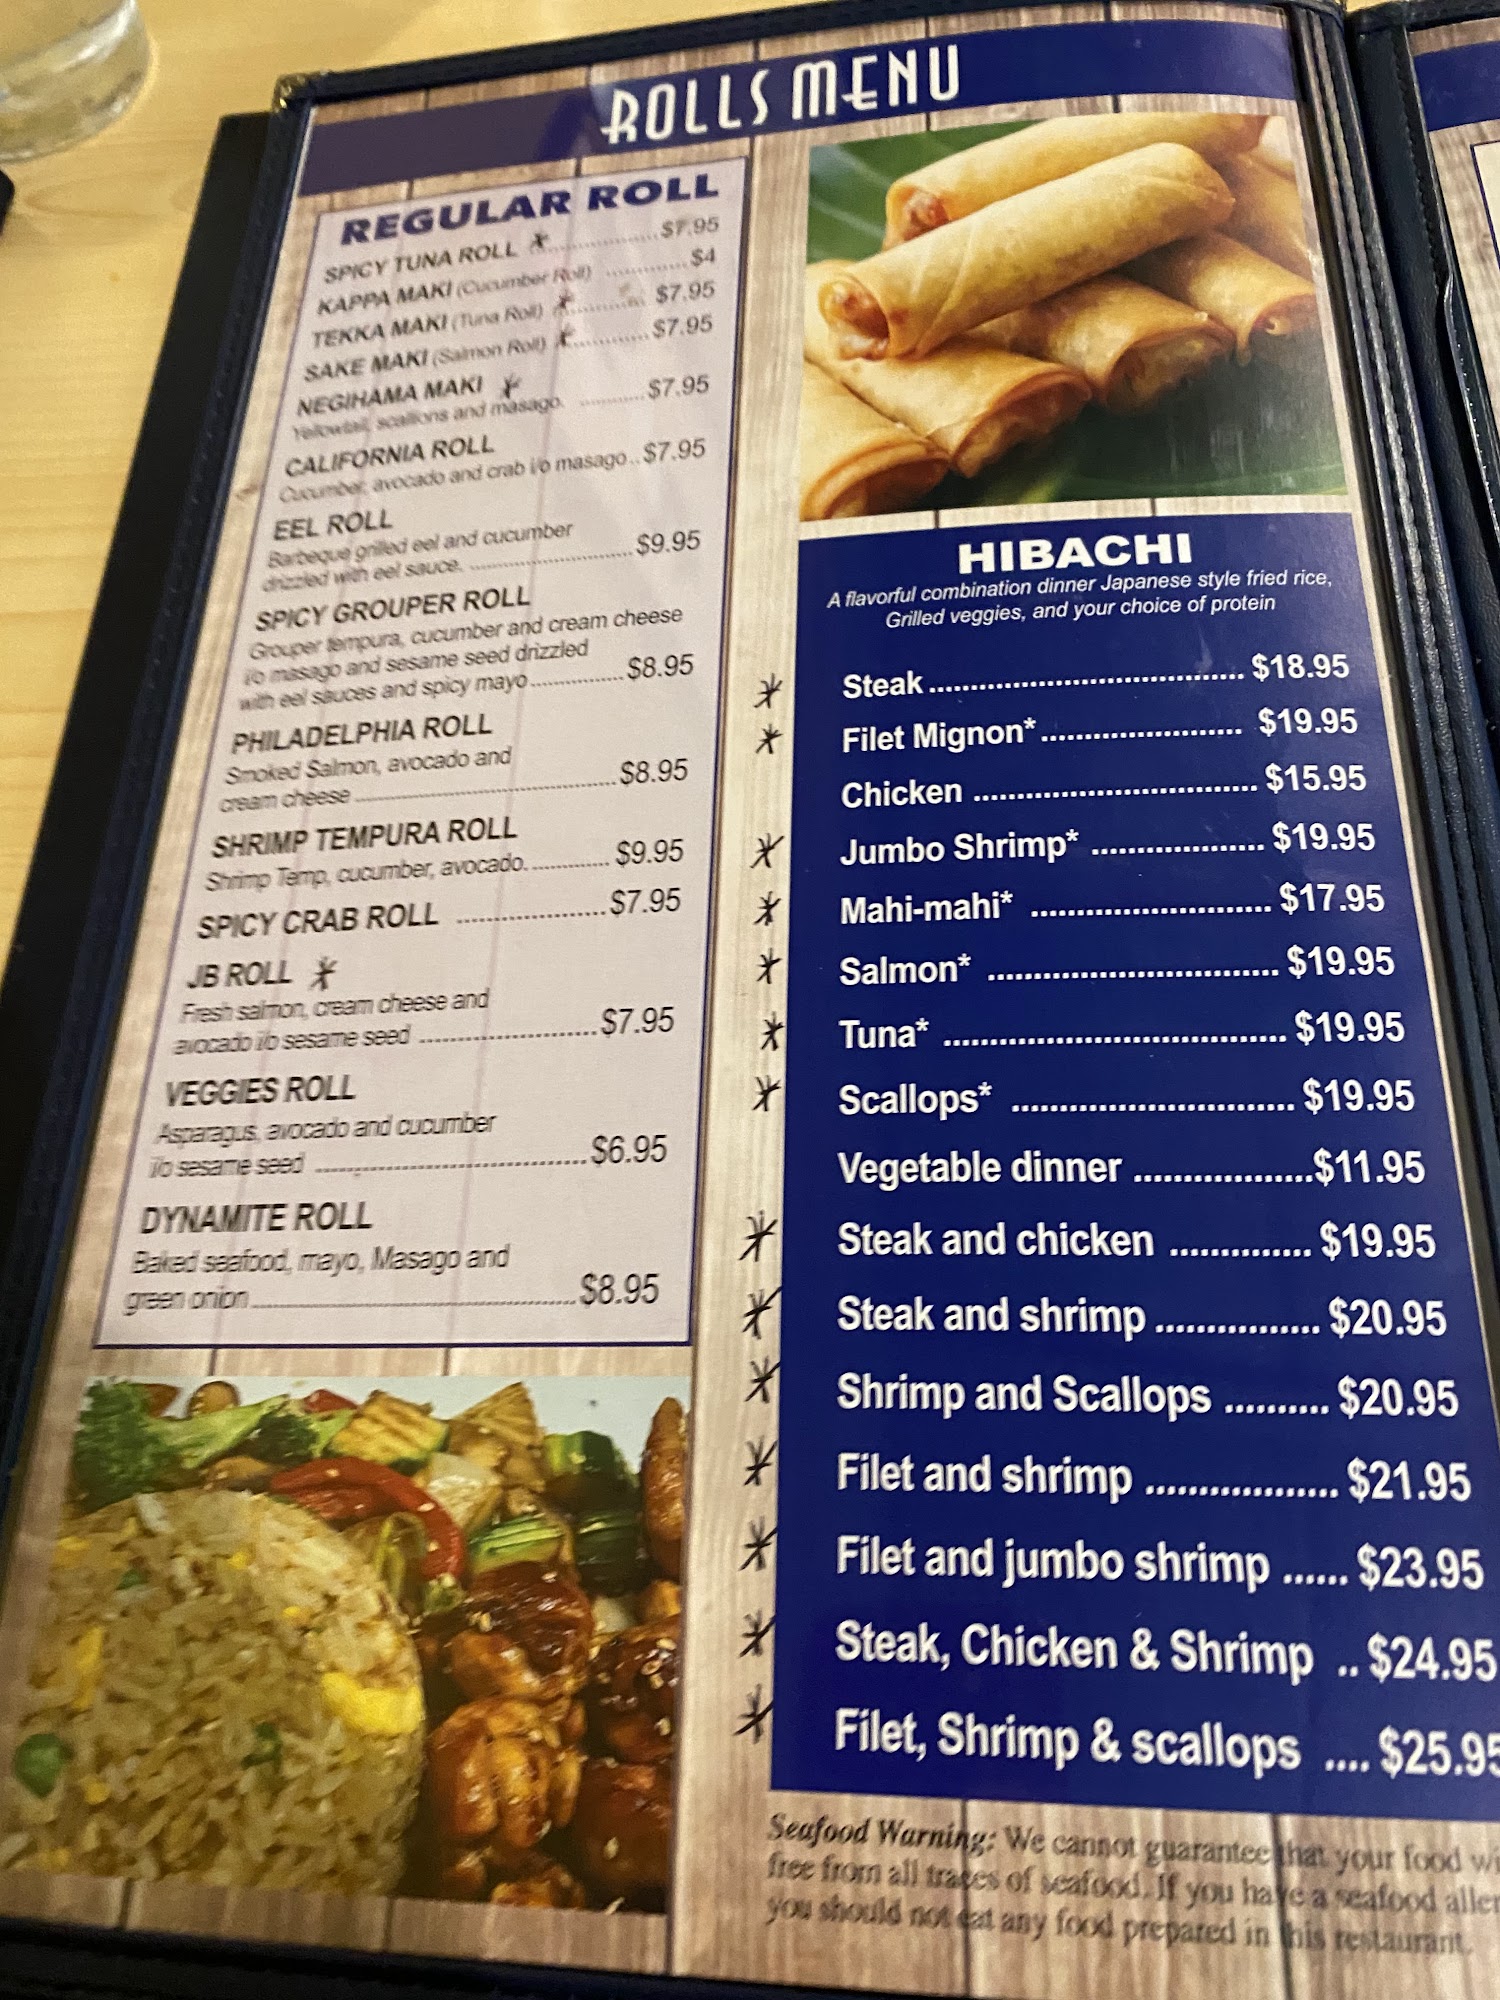 ROLLS MENU
REGULAR ROLL
SPICY TUNA ROLL * .................. $7.95
KAPPA MAKI (Cucumber Roll) ............. $4
TEKKA MAKI (Tuna Roll) * ............. $7.95
SAKE MAKI (Salmon Roll) * ............ $7.95
NEGIHAMA MAKI *
Yellowtail, scallions and masago. ........... $7.95
CALIFORNIA ROLL
Cucumber, avocado and crab i/o masago .. $7.95
EEL ROLL
Barbeque grilled eel and cucumber
drizzled with eel sauce. ........................... $9.95
SPICY GROUPER ROLL
Grouper tempura, cucumber and cream cheese
i/o masago and sesame seed drizzled
with eel sauces and spicy mayo ............... $8.95
PHILADELPHIA ROLL
Smoked Salmon, avocado and
cream cheese .......................................... $8.95
SHRIMP TEMPURA ROLL
Shrimp Temp, cucumber, avocado. ............ $9.95
SPICY CRAB ROLL ..................... $7.95
JB ROLL *
Fresh salmon, cream cheese and
avocado i/o sesame seed ......................... $7.95
VEGGIES ROLL
Asparagus, avocado and cucumber
i/o sesame seed ...................................... $6.95
DYNAMITE ROLL
Baked seafood, mayo, Masago and
green onion ............................................. $8.95
HIBACHI
A flavorful combination dinner Japanese style fried rice,
Grilled veggies, and your choice of protein
* Steak ...................................... $18.95
* Filet Mignon* ........................ $19.95
Chicken ................................. $15.95
* Jumbo Shrimp* .................... $19.95
* Mahi-mahi* ............................ $17.95
* Salmon* ................................. $19.95
* Tuna* ...................................... $19.95
* Scallops* ................................ $19.95
Vegetable dinner .................. $11.95
* Steak and chicken .............. $19.95
* Steak and shrimp ................ $20.95
* Shrimp and Scallops .......... $20.95
* Filet and shrimp .................. $21.95
* Filet and jumbo shrimp ...... $23.95
* Steak, Chicken & Shrimp .. $24.95
* Filet, Shrimp & scallops .... $25.95
Seafood Warning: We cannot guarantee that your food
free from all traces of seafood. If you have a seafood
you should not eat any food prepared in this restaurant.